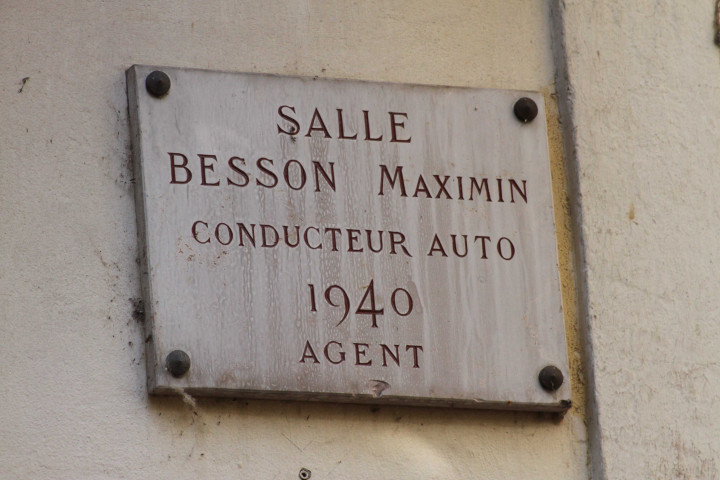 SALLE
BESSON MAXIMIN
CONDUCTEUR AUTO
1940
AGENT